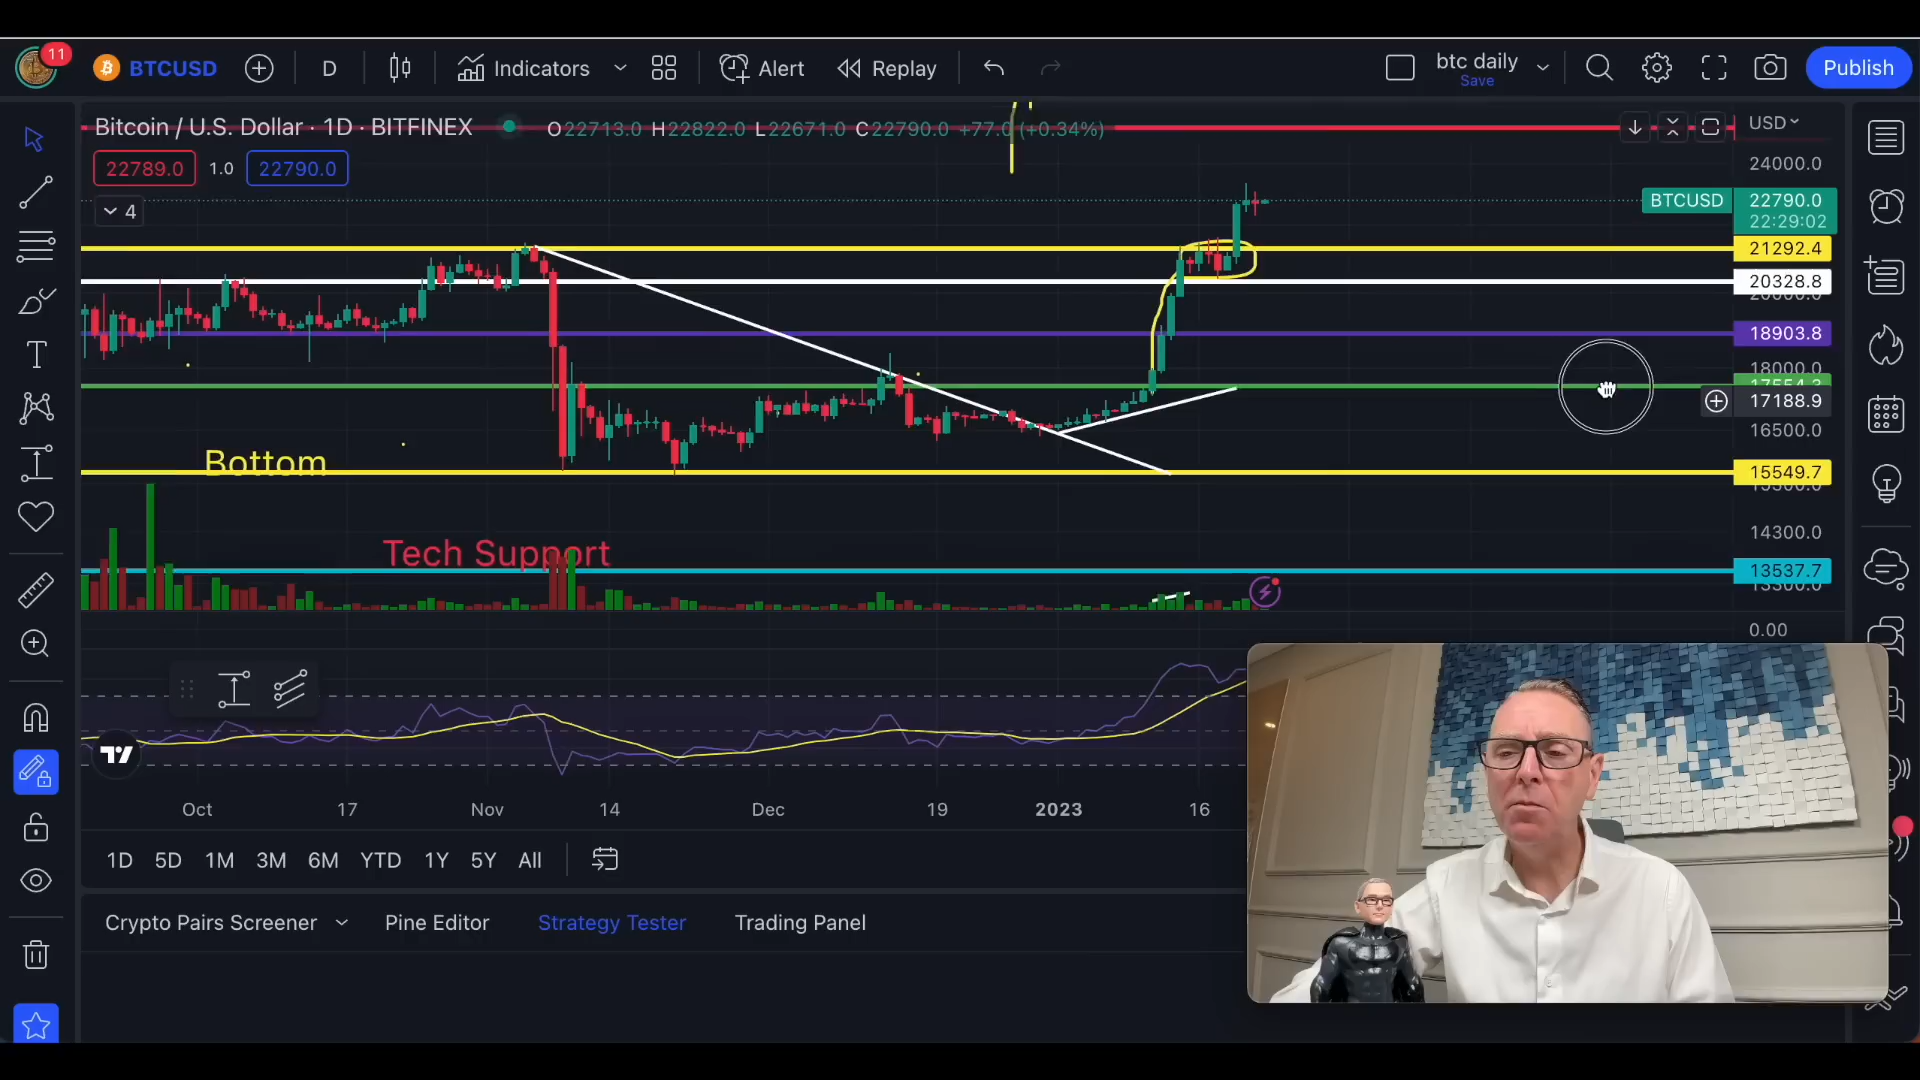 11
BTCUSD
D
Indicators
Alert
Replay
btc daily
Save
Publish
Bitcoin / U.S. Dollar · 1D · BITFINEX
O22713.0 H22822.0 L22671.0 C22790.0 +77.0 (+0.34%)
USD
22789.0 1.0 22790.0
4
24000.0
BTCUSD 22790.0
22:29:02
21292.4
20328.8
18903.8
18000.0
17188.9
16500.0
Bottom
15549.7
14300.0
Tech Support
13537.7
0.00
Oct 17 Nov 14 Dec 19 2023 16
1D 5D 1M 3M 6M YTD 1Y 5Y All
Crypto Pairs Screener
Pine Editor
Strategy Tester
Trading Panel